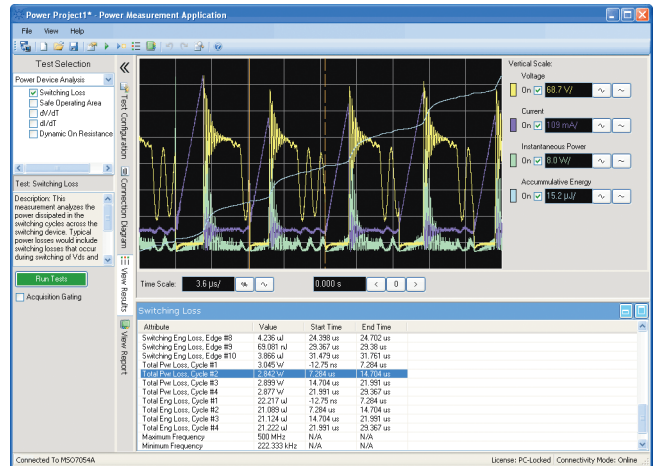 Power Project1* - Power Measurement Application
File View Help
Test Selection
Power Device Analysis
Switching Loss
Safe Operating Area
dV/dT
dI/dT
Dynamic On Resistance
Test: Switching Loss
Description: This
measurement analyzes the
power dissipated in the
switching cycles across the
switching device. Typical
power losses would include
switching losses that occur
during switching of Vds and
Run Tests
Acquisition Gating
Test Configuration
Connection Diagram
View Results
View Report
Vertical Scale:
Voltage
On 68.7 V/
Current
On 109 mA/
Instantaneous Power
On 8.0 W/
Accummulative Energy
On 15.2 µJ/
Time Scale: 3.6 µs/ 0.000 s < 0 >
Switching Loss
Attribute Value Start Time End Time
Switching Eng Loss, Edge #8 4.236 uJ 24.398 us 24.702 us
Switching Eng Loss, Edge #9 69.081 nJ 29.367 us 29.38 us
Switching Eng Loss, Edge #10 3.866 uJ 31.479 us 31.761 us
Total Pwr Loss, Cycle #1 3.045 W -12.75 ns 7.284 us
Total Pwr Loss, Cycle #2 2.842 W 7.284 us 14.704 us
Total Pwr Loss, Cycle #3 2.899 W 14.704 us 21.991 us
Total Pwr Loss, Cycle #4 2.877 W 21.991 us 29.367 us
Total Eng Loss, Cycle #1 22.217 uJ -12.75 ns 7.284 us
Total Eng Loss, Cycle #2 21.089 uJ 7.284 us 14.704 us
Total Eng Loss, Cycle #3 21.124 uJ 14.704 us 21.991 us
Total Eng Loss, Cycle #4 21.222 uJ 21.991 us 29.367 us
Maximum Frequency 500 MHz N/A N/A
Minimum Frequency 222.333 kHz N/A N/A
Connected To MSO7054A License: PC-Locked Connectivity Mode: Online